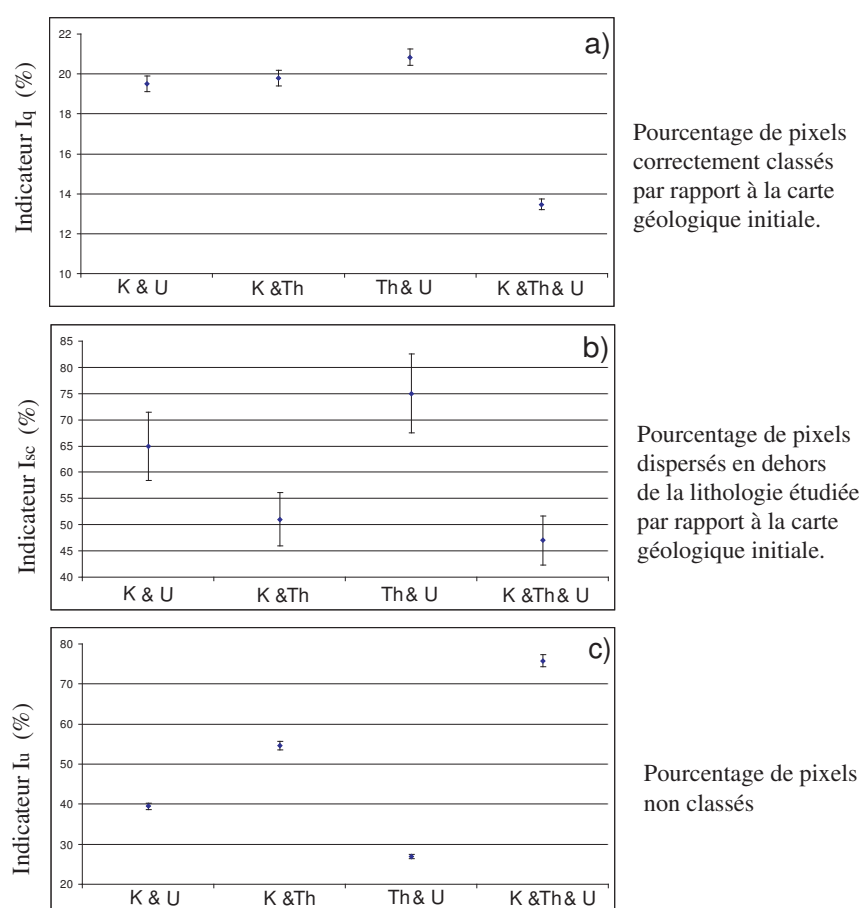 a)
Indicateur Iq (%)
22
20
18
16
14
12
10
K & U
K &Th
Th& U
K &Th& U
Pourcentage de pixels
correctement classés
par rapport à la carte
géologique initiale.
b)
Indicateur Isc (%)
85
80
75
70
65
60
55
50
45
40
K & U
K &Th
Th& U
K &Th& U
Pourcentage de pixels
dispersés en dehors
de la lithologie étudiée
par rapport à la carte
géologique initiale.
c)
Indicateur Iu (%)
80
70
60
50
40
30
20
K & U
K &Th
Th& U
K &Th& U
Pourcentage de pixels
non classés